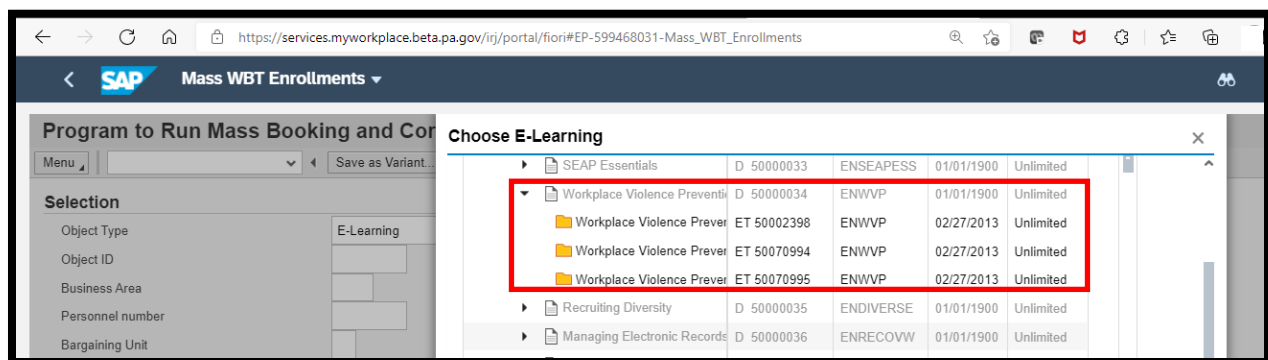 https://services.myworkplace.beta.pa.gov/irj/portal/fiori#EP-599468031-Mass_WBT_Enrollments
SAP Mass WBT Enrollments
Program to Run Mass Booking and Cor
Menu
Save as Variant...
Selection
Object Type E-Learning
Object ID
Business Area
Personnel number
Bargaining Unit
Choose E-Learning
SEAP Essentials D 50000033 ENSEAPESS 01/01/1900 Unlimited
Workplace Violence Preventi D 50000034 ENWVP 01/01/1900 Unlimited
Workplace Violence Prever ET 50002398 ENWVP 02/27/2013 Unlimited
Workplace Violence Prever ET 50070994 ENWVP 02/27/2013 Unlimited
Workplace Violence Prever ET 50070995 ENWVP 02/27/2013 Unlimited
Recruiting Diversity D 50000035 ENDIVERSE 01/01/1900 Unlimited
Managing Electronic Records D 50000036 ENRECOVW 01/01/1900 Unlimited